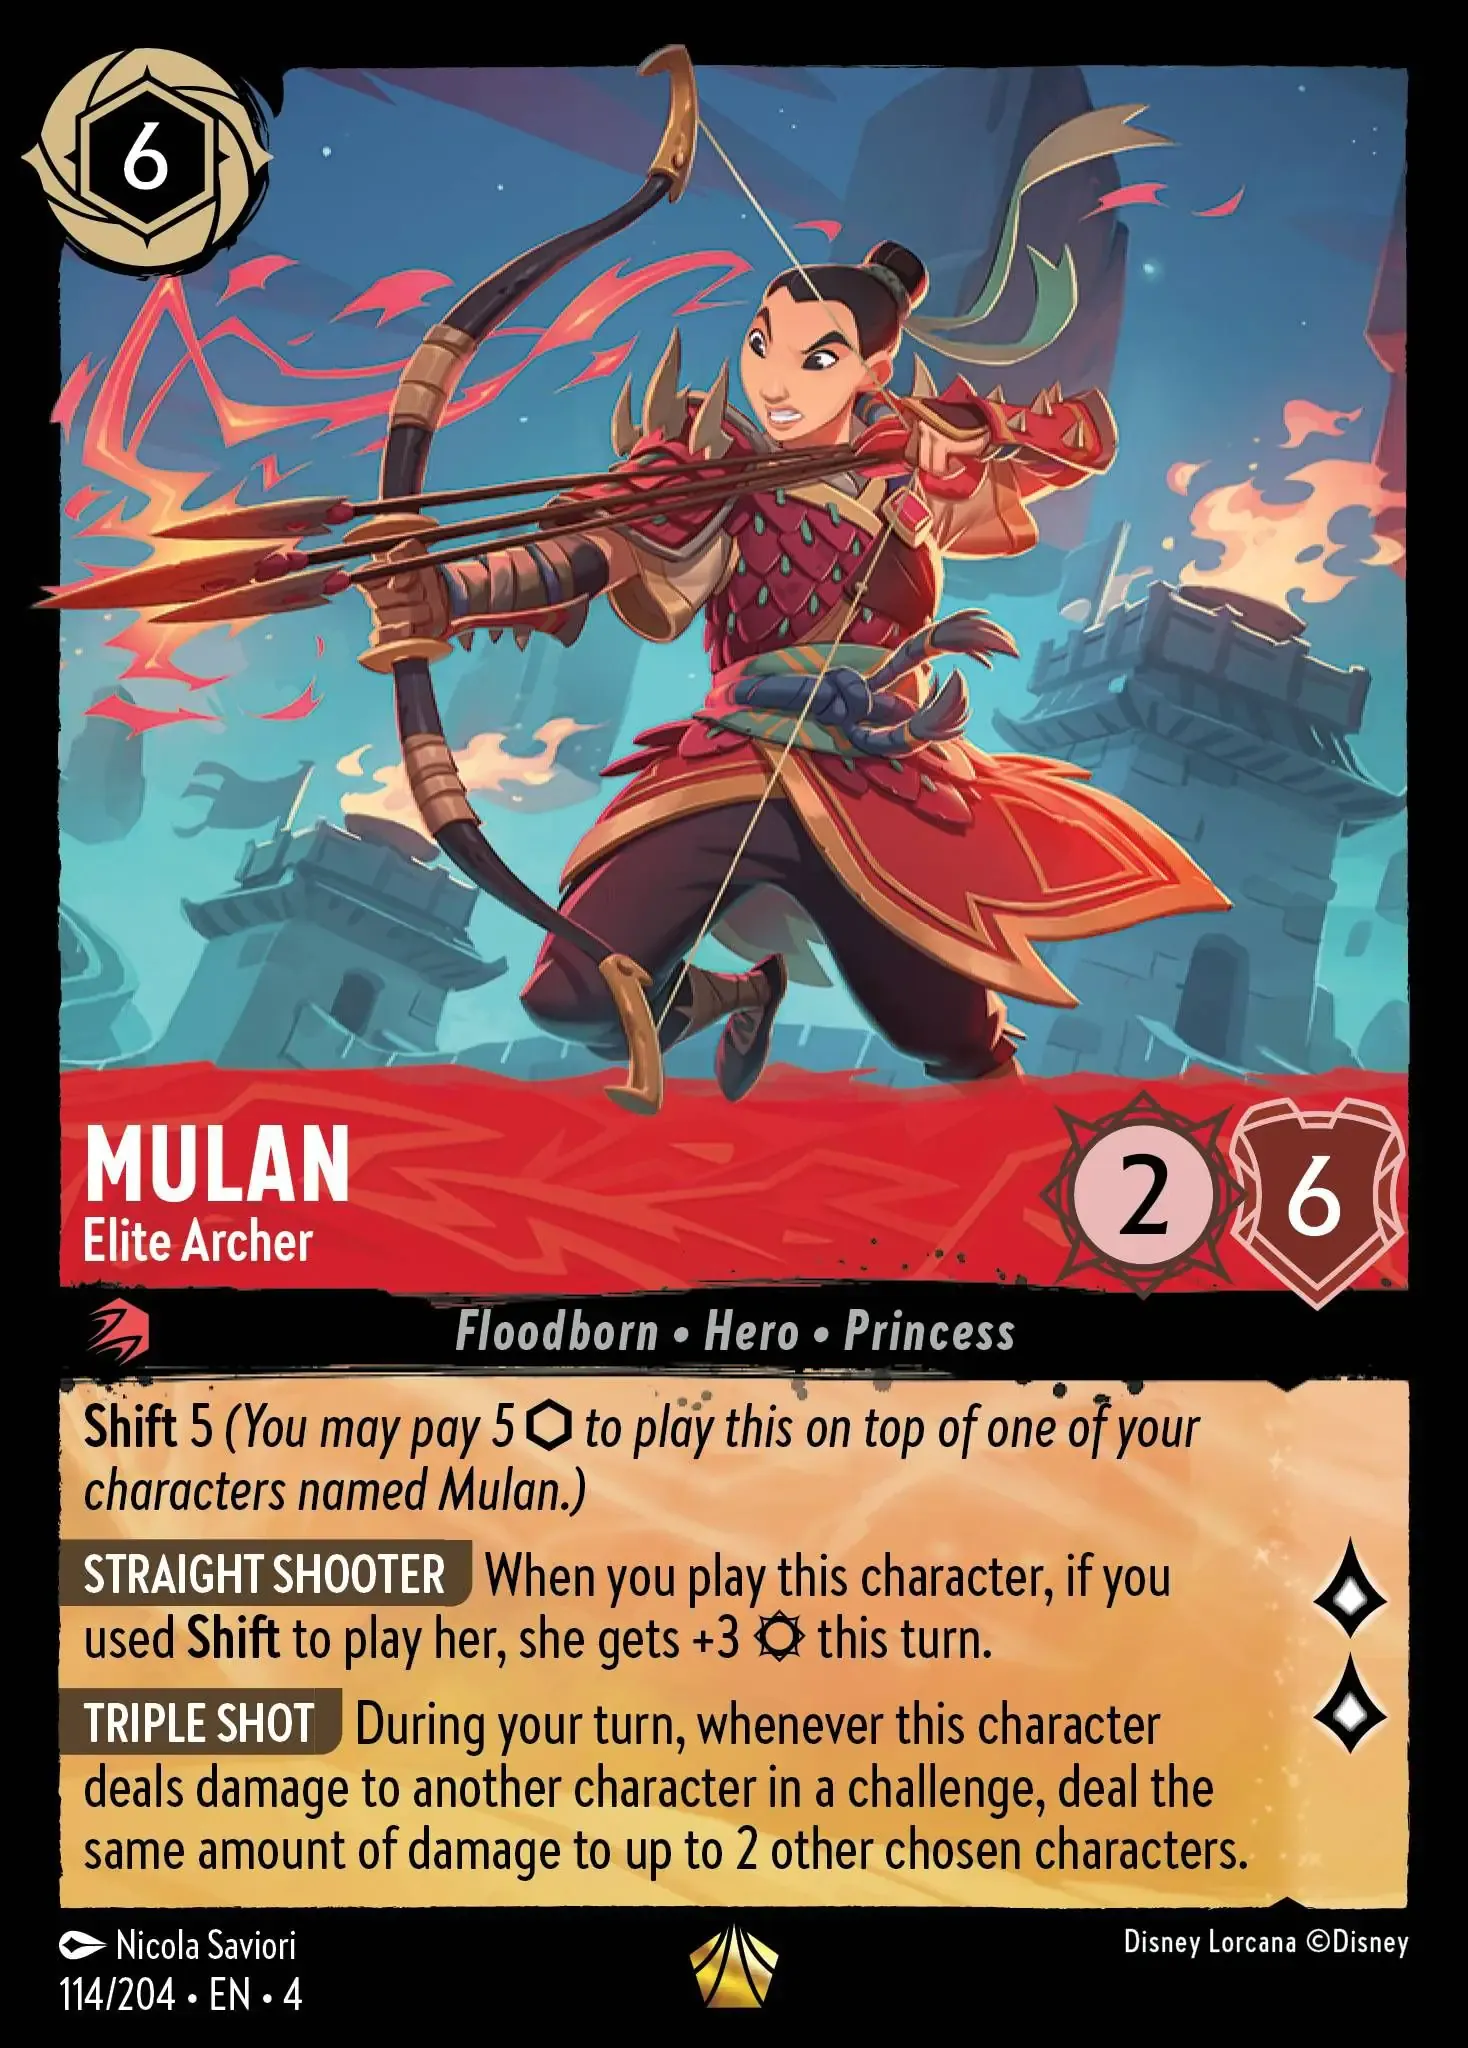 6
MULAN
Elite Archer
2
6
Floodborn • Hero • Princess
Shift 5 (You may pay 5 ⬡ to play this on top of one of your
characters named Mulan.)
STRAIGHT SHOOTER When you play this character, if you
used Shift to play her, she gets +3 ¤ this turn.
TRIPLE SHOT During your turn, whenever this character
deals damage to another character in a challenge, deal the
same amount of damage to up to 2 other chosen characters.
Nicola Saviori
114/204 • EN • 4
Disney Lorcana ©Disney